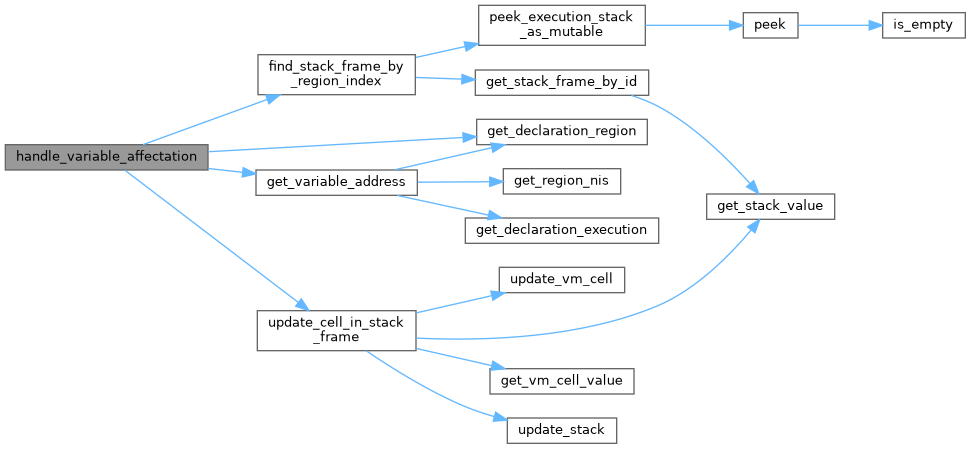 peek_execution_stack
_as_mutable
peek
is_empty
find_stack_frame_by
_region_index
get_stack_frame_by_id
get_declaration_region
handle_variable_affectation
get_variable_address
get_region_nis
get_stack_value
get_declaration_execution
update_vm_cell
update_cell_in_stack
_frame
get_vm_cell_value
update_stack